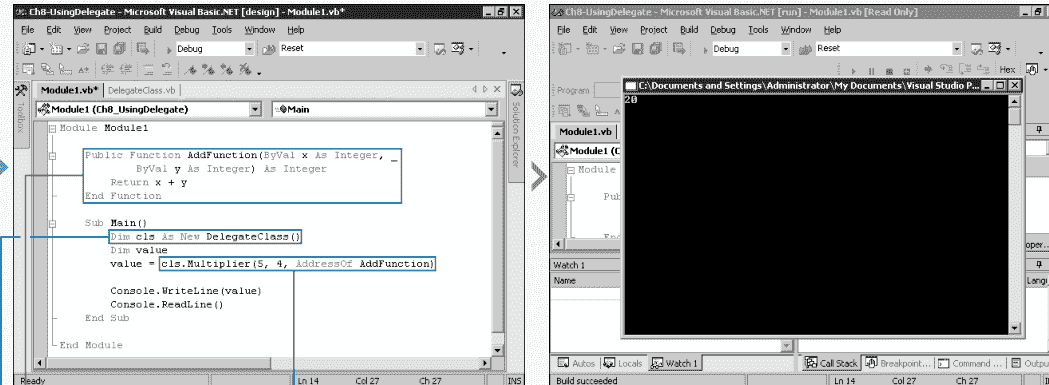 Ch8-UsingDelegate - Microsoft Visual Basic.NET [design] - Module1.vb*
File Edit View Project Build Debug Tools Window Help
Debug Reset
Module1.vb* DelegateClass.vb
Toolbox
Module1 (Ch8_UsingDelegate) Main
Solution Explorer
Module Module1
Public Function AddFunction(ByVal x As Integer, _
ByVal y As Integer) As Integer
Return x + y
End Function
Sub Main()
Dim cls As New DelegateClass()
Dim value
value = cls.Multiplier(5, 4, AddressOf AddFunction)
Console.WriteLine(value)
Console.ReadLine()
End Sub
End Module
Ready Ln 14 Col 27 Ch 27 INS
Ch8-UsingDelegate - Microsoft Visual Basic.NET [run] - Module1.vb [Read Only]
File Edit View Project Build Debug Tools Window Help
Debug Reset
Hex
Program
C:\Documents and Settings\Administrator\My Documents\Visual Studio P...
20
Module1.vb
Module1 (C
Module
Pub
End
oper...
Watch 1
Name
Langu
Autos Locals Watch 1 Call Stack Breakpoint... Command ... Outpu
Build succeeded Ln 14 Col 27 Ch 27